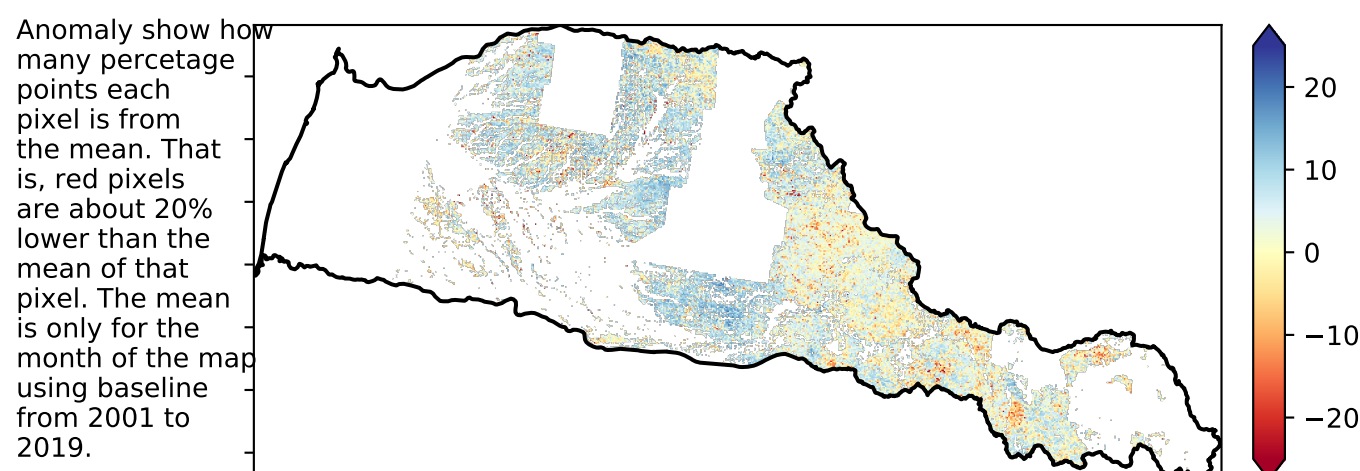 Anomaly show how
many percetage
points each
pixel is from
the mean. That
is, red pixels
are about 20%
lower than the
mean of that
pixel. The mean
is only for the
month of the map
using baseline
from 2001 to
2019.
20
10
0
−10
−20